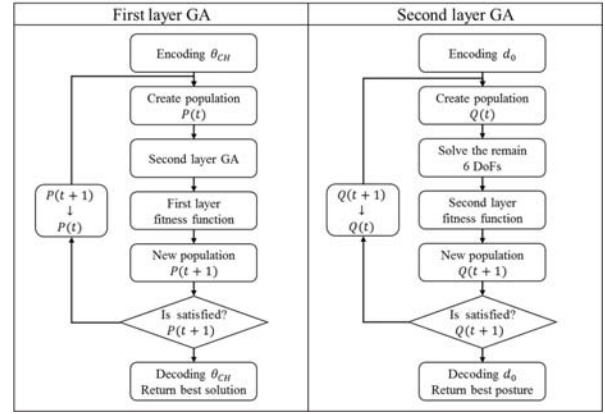 First layer GA
Encoding θ_CH
Create population
P(t)
Second layer GA
First layer
fitness function
New population
P(t + 1)
Is satisfied?
P(t + 1)
Decoding θ_CH
Return best solution
P(t + 1)
↓
P(t)
Second layer GA
Encoding d_0
Create population
Q(t)
Solve the remain
6 DoFs
Second layer
fitness function
New population
Q(t + 1)
Is satisfied?
Q(t + 1)
Decoding d_0
Return best posture
Q(t + 1)
↓
Q(t)